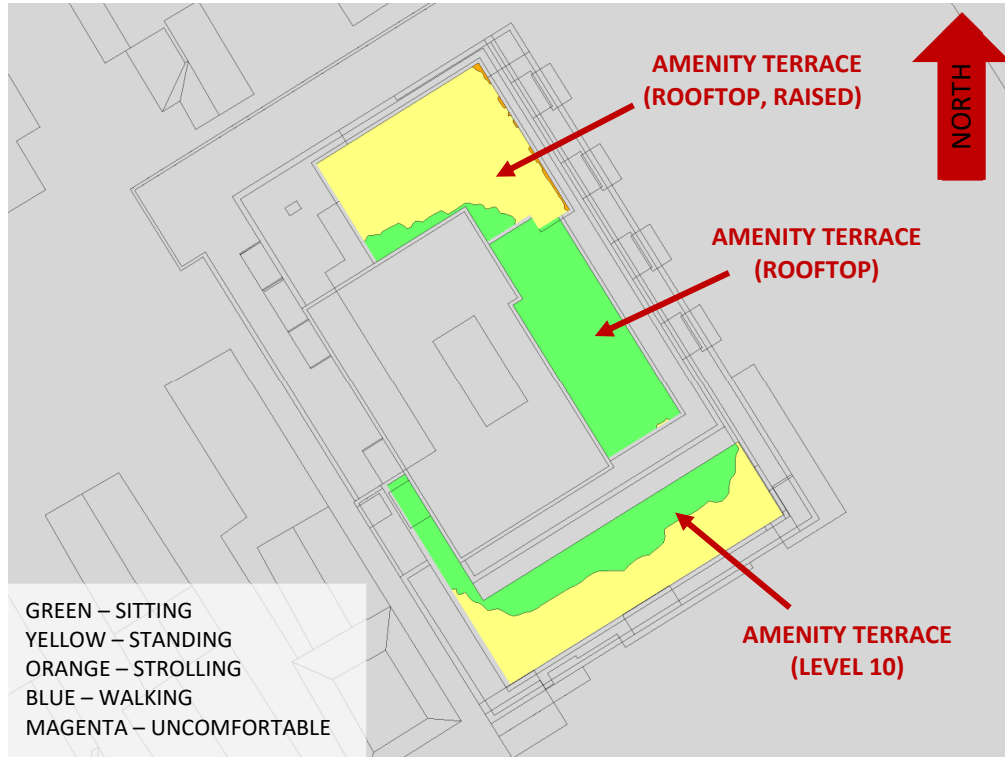 AMENITY TERRACE
(ROOFTOP, RAISED)
NORTH
AMENITY TERRACE
(ROOFTOP)
AMENITY TERRACE
(LEVEL 10)
GREEN – SITTING
YELLOW – STANDING
ORANGE – STROLLING
BLUE – WALKING
MAGENTA – UNCOMFORTABLE